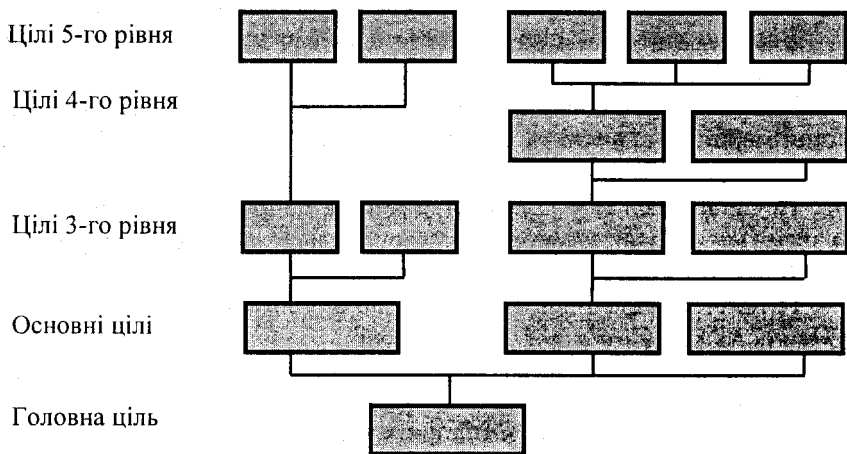 Цілі 5-го рівня
Цілі 4-го рівня
Цілі 3-го рівня
Основні цілі
Головна ціль